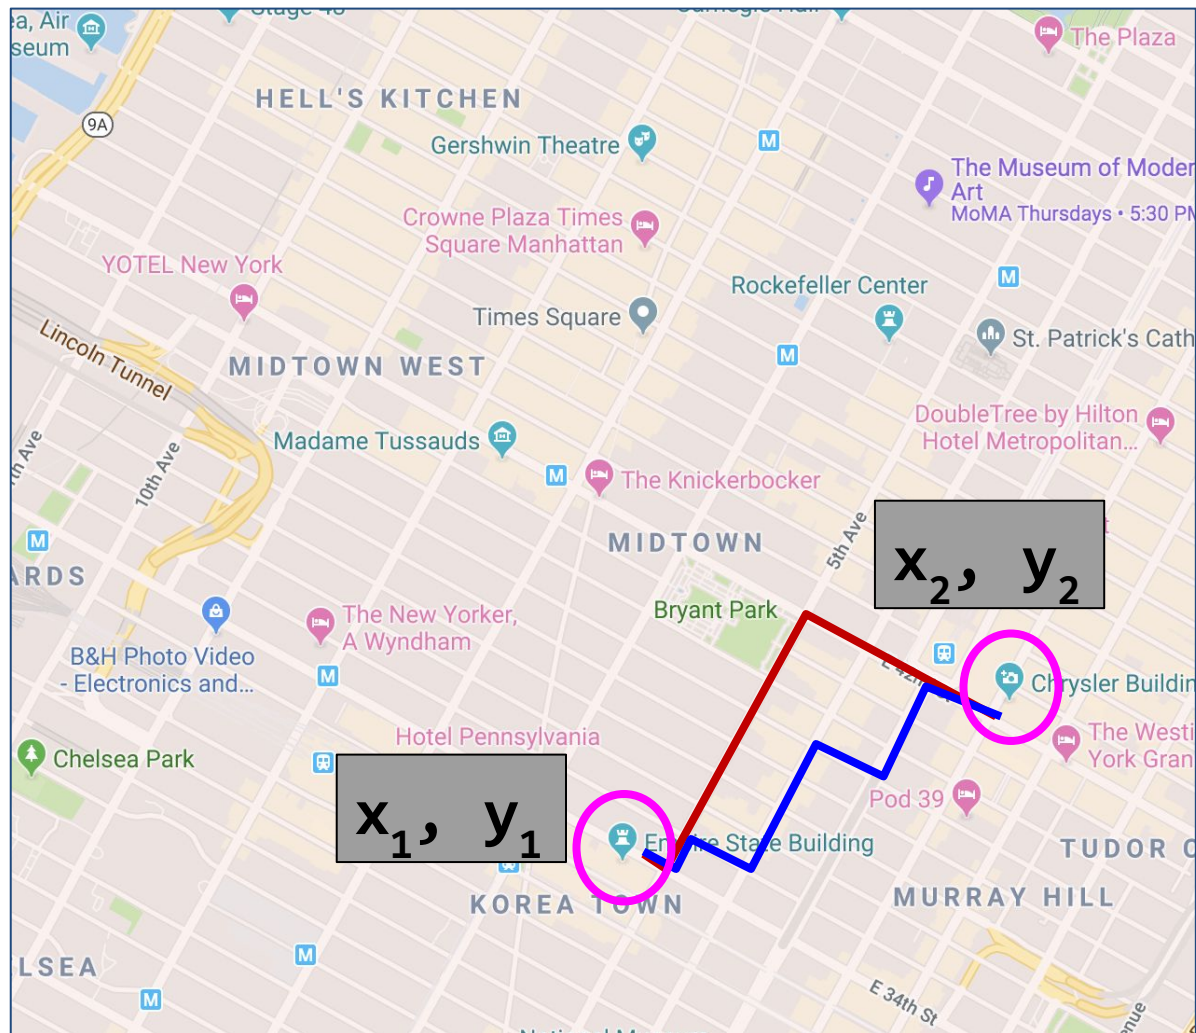 ea, Air
seum
HELL'S KITCHEN
The Plaza
9A
Gershwin Theatre
M
The Museum of Moder
Art
MoMA Thursdays • 5:30 PM
Crowne Plaza Times
Square Manhattan
YOTEL New York
M
Rockefeller Center
Times Square
St. Patrick's Cath
Lincoln Tunnel
MIDTOWN WEST
M
DoubleTree by Hilton
Hotel Metropolitan...
Madame Tussauds
10th Ave
M
The Knickerbocker
M
MIDTOWN
5th Ave
x2, y2
ARDS
Bryant Park
The New Yorker,
A Wyndham
B&H Photo Video
- Electronics and...
M
E 42n
Chrysler Buildin
Hotel Pennsylvania
The Westi
York Gran
Chelsea Park
x1, y1
Pod 39
Empire State Building
TUDOR C
KOREA TOWN
MURRAY HILL
M
LSEA
M
E 34th St
enue